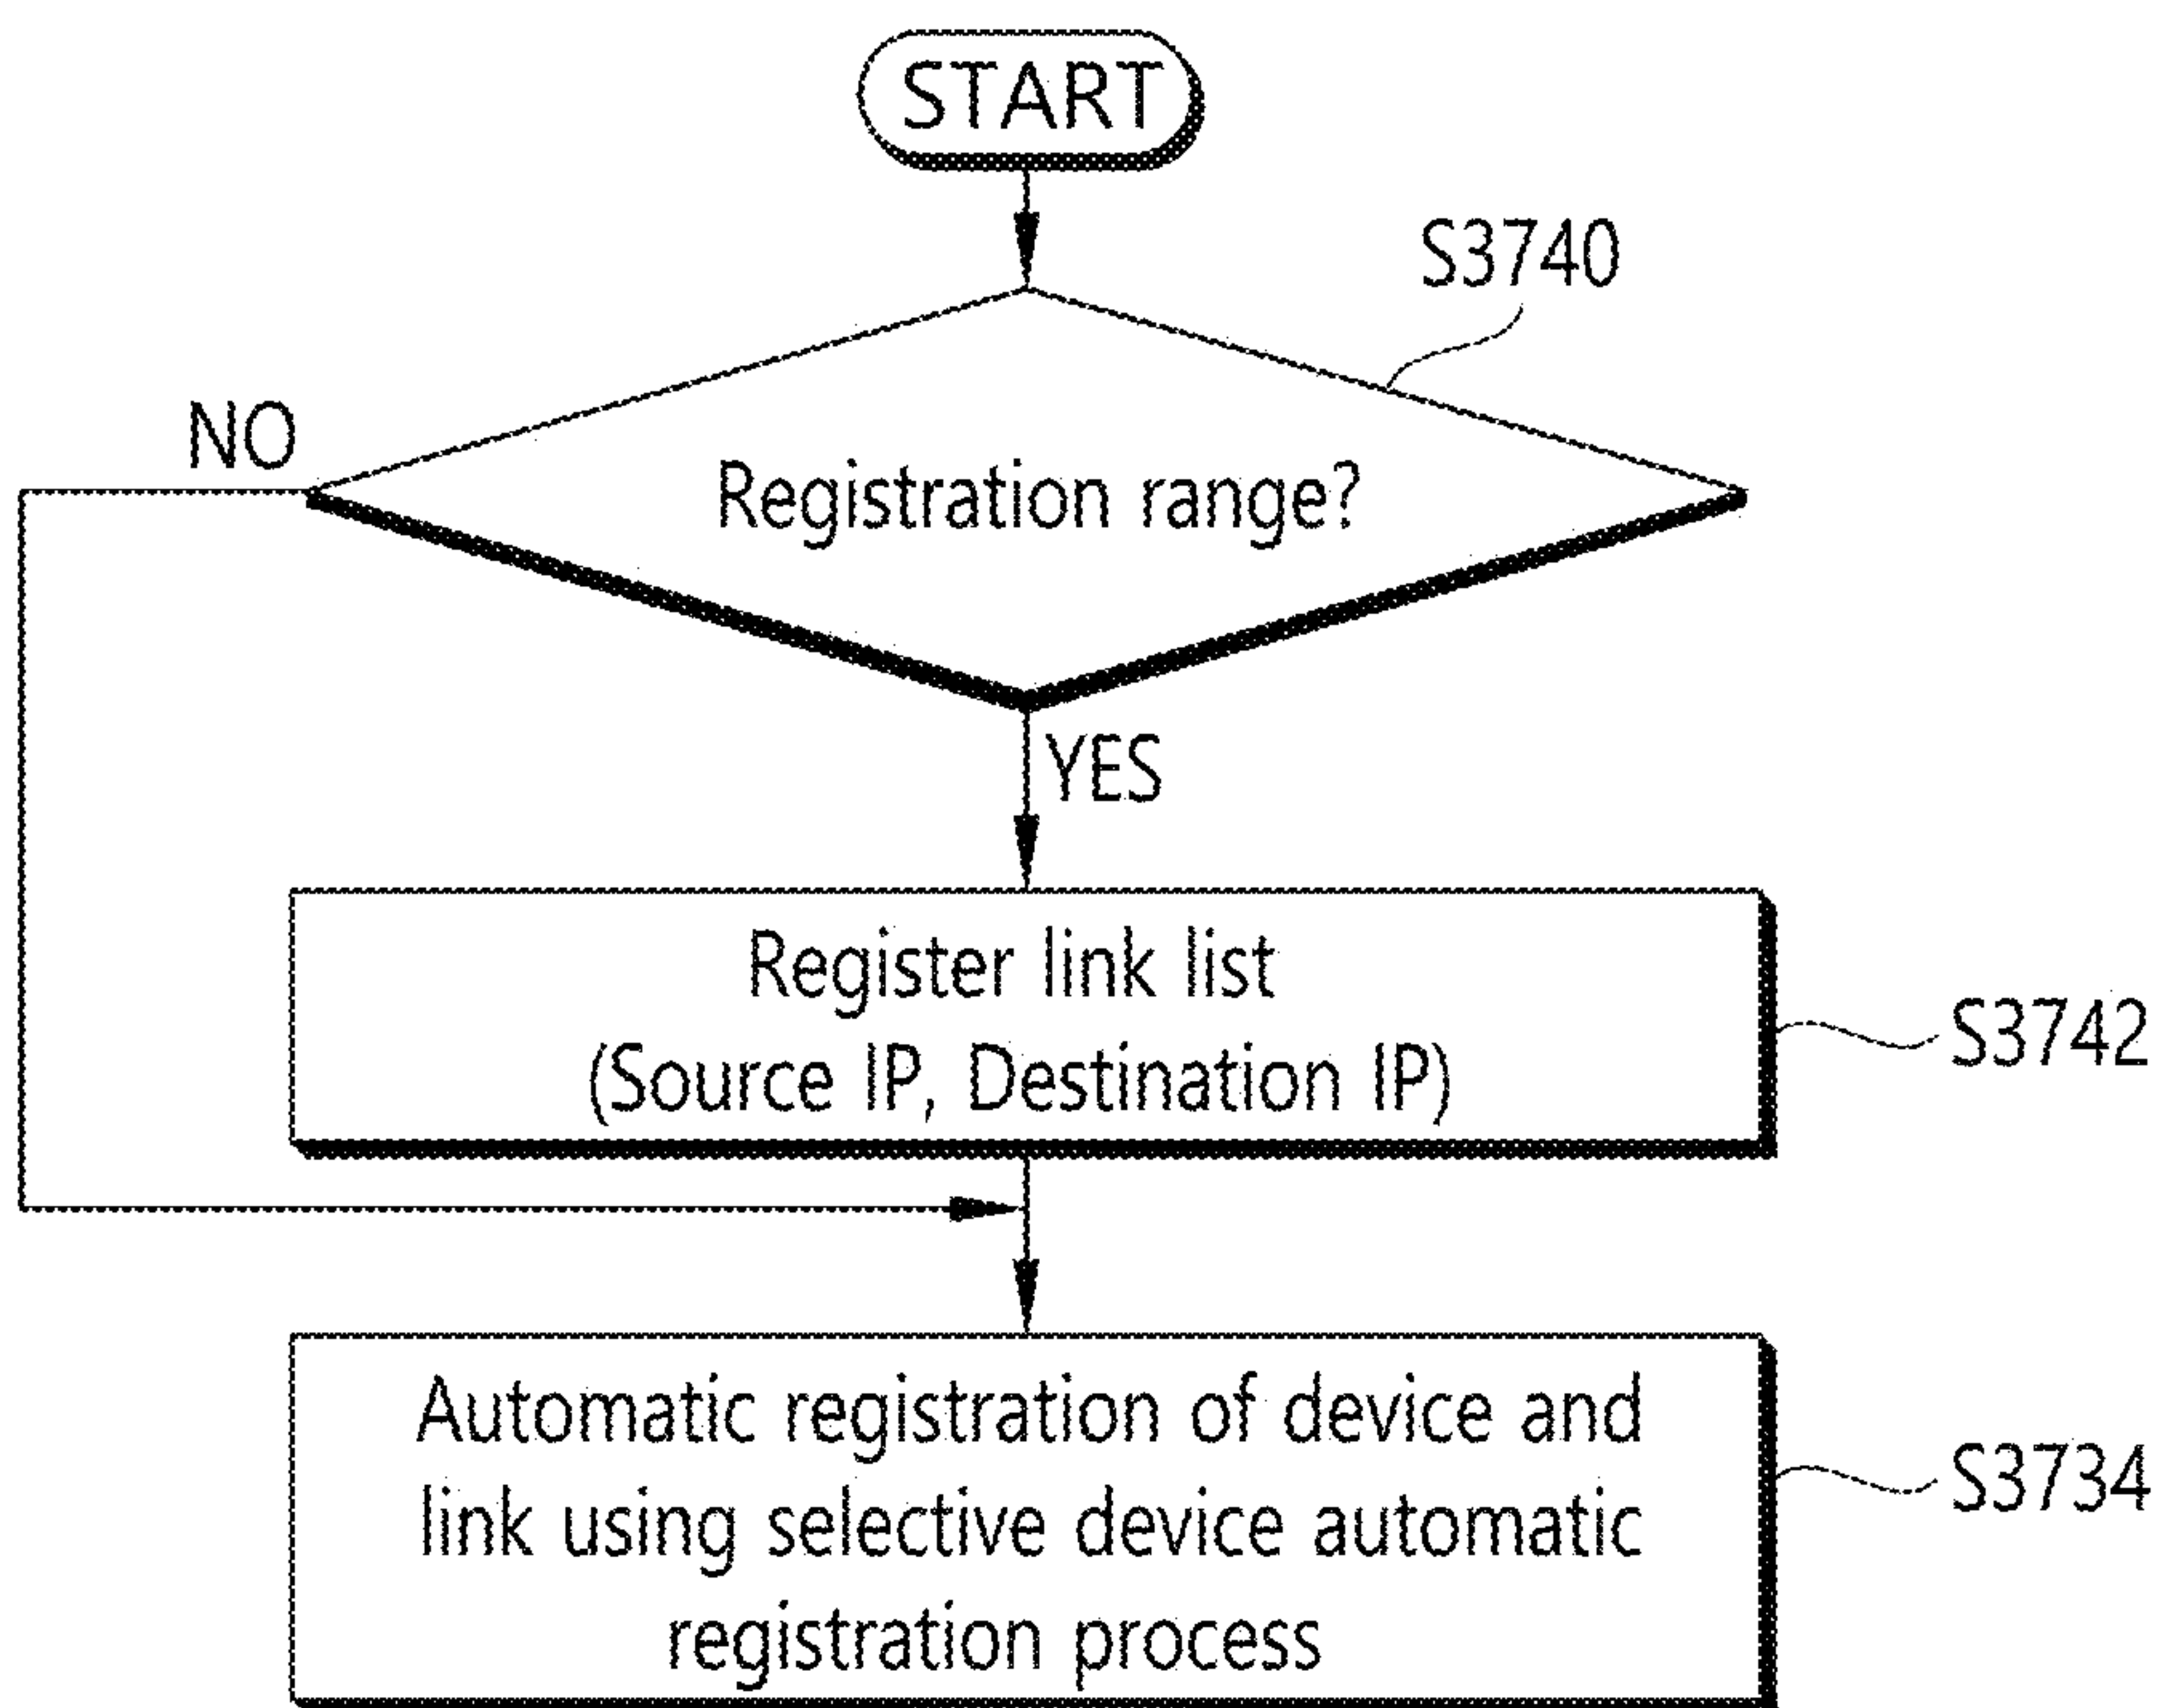 START
S3740
NO
Registration range?
YES
Register link list
(Source IP, Destination IP)
S3742
Automatic registration of device and
link using selective device automatic
registration process
S3734